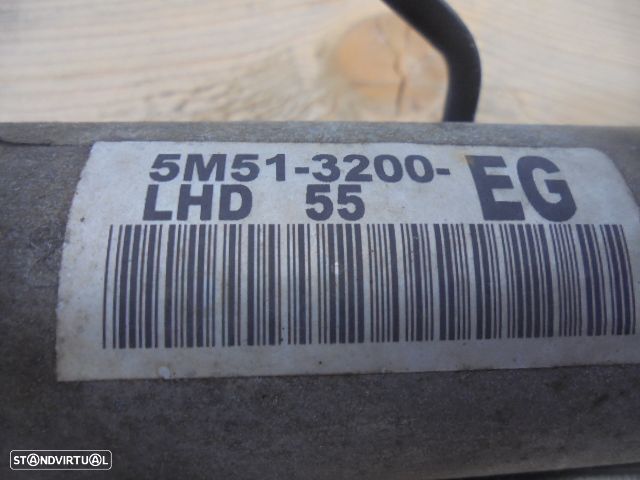 5M51-3200-
LHD 55 EG
STANDVIRTUAL